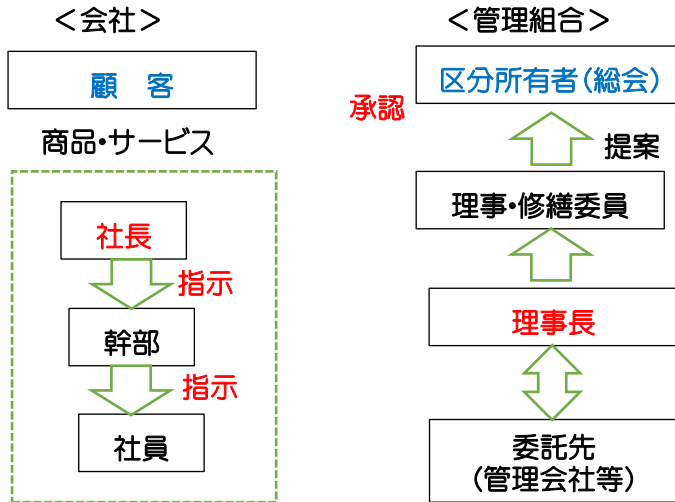 ＜会社＞
顧　客
商品・サービス
社長
指示
幹部
指示
社員
＜管理組合＞
区分所有者（総会）
承認
提案
理事・修繕委員
理事長
委託先
（管理会社等）